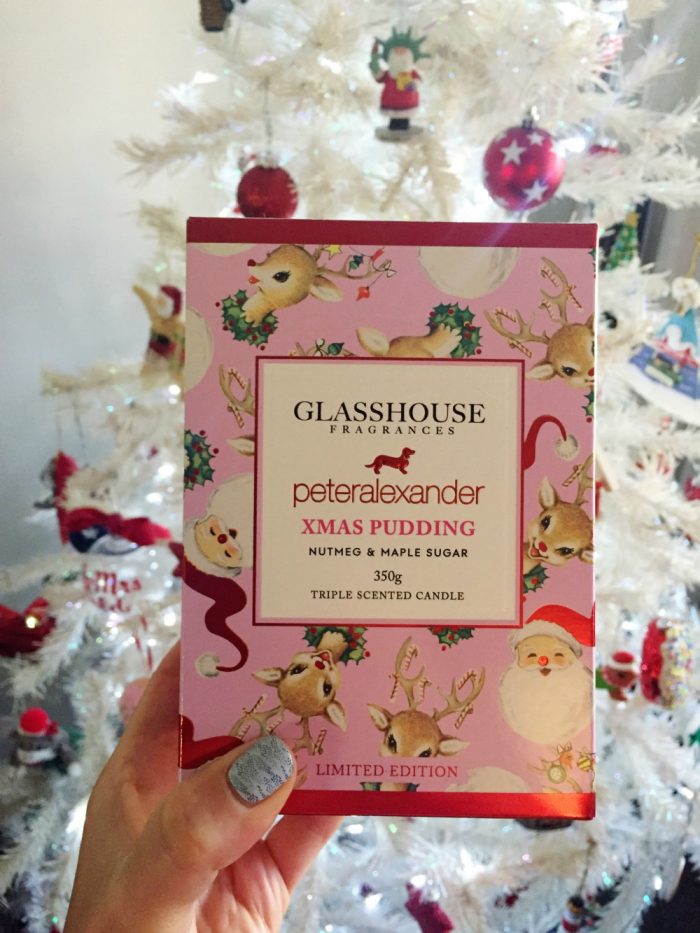 GLASSHOUSE
FRAGRANCES
peteralexander
XMAS PUDDING
NUTMEG & MAPLE SUGAR
350g
TRIPLE SCENTED CANDLE
LIMITED EDITION